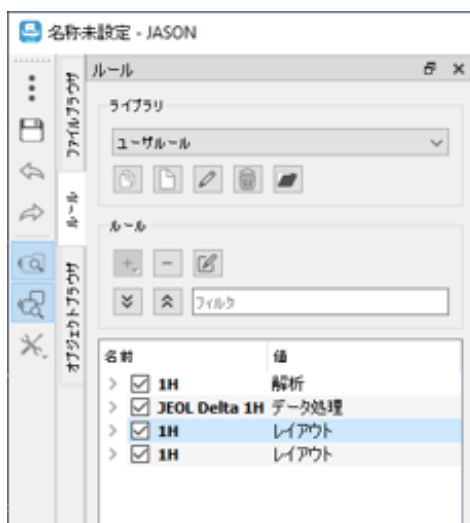 名称未設定 - JASON
ルール
ファイルブラウザ
ルール
オブジェクトブラウザ
ライブラリ
ユーザルール
ルール
フィルタ
名前 値
1H 解析
JEOL Delta 1H データ処理
1H レイアウト
1H レイアウト